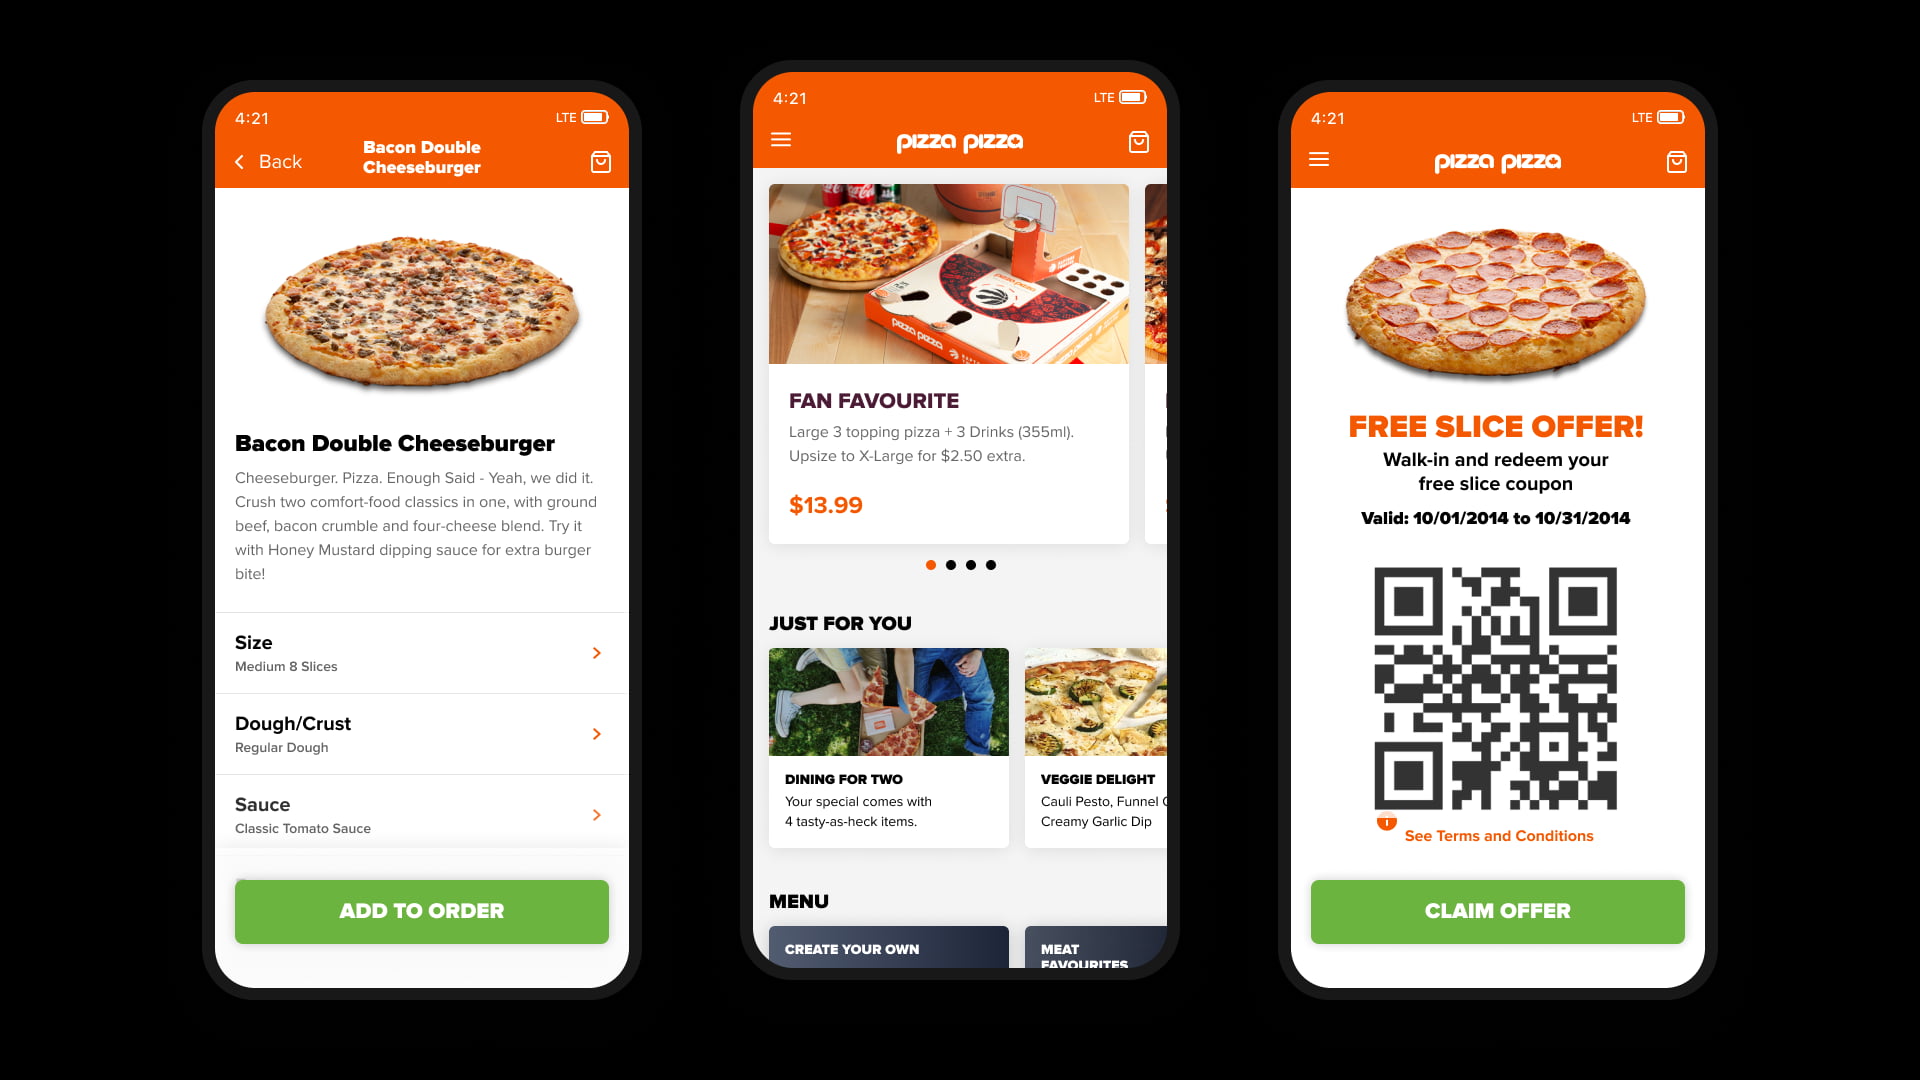 4:21
LTE
Back
Bacon Double
Cheeseburger
Bacon Double Cheeseburger
Cheeseburger. Pizza. Enough Said - Yeah, we did it.
Crush two comfort-food classics in one, with ground
beef, bacon crumble and four-cheese blend. Try it
with Honey Mustard dipping sauce for extra burger
bite!
Size
Medium 8 Slices
Dough/Crust
Regular Dough
Sauce
Classic Tomato Sauce
ADD TO ORDER
4:21
LTE
pizza pizza
pizza pizza
FAN FAVOURITE
Large 3 topping pizza + 3 Drinks (355ml).
Upsize to X-Large for $2.50 extra.
$13.99
JUST FOR YOU
DINING FOR TWO
Your special comes with
4 tasty-as-heck items.
VEGGIE DELIGHT
Cauli Pesto, Funnel
Creamy Garlic Dip
MENU
CREATE YOUR OWN
MEAT
FAVOURITES
4:21
LTE
pizza pizza
FREE SLICE OFFER!
Walk-in and redeem your
free slice coupon
Valid: 10/01/2014 to 10/31/2014
See Terms and Conditions
CLAIM OFFER